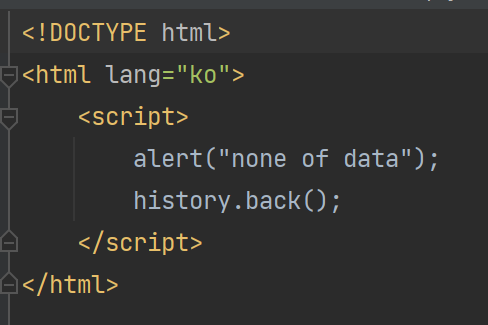 <!DOCTYPE html>
<html lang="ko">
<script>
alert("none of data");
history.back();
</script>
</html>